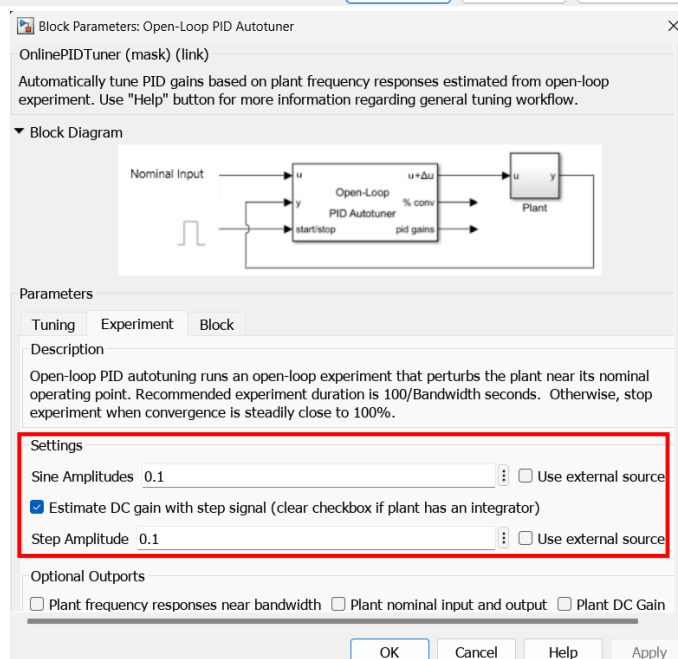 Block Parameters: Open-Loop PID Autotuner
OnlinePIDTuner (mask) (link)
Automatically tune PID gains based on plant frequency responses estimated from open-loop
experiment. Use "Help" button for more information regarding general tuning workflow.
Block Diagram
Nominal Input
u
u+Δu
u
y
Open-Loop
PID Autotuner
y
% conv
Plant
start/stop
pid gains
Parameters
Tuning Experiment Block
Description
Open-loop PID autotuning runs an open-loop experiment that perturbs the plant near its nominal
operating point. Recommended experiment duration is 100/Bandwidth seconds. Otherwise, stop
experiment when convergence is steadily close to 100%.
Settings
Sine Amplitudes 0.1 Use external source
Estimate DC gain with step signal (clear checkbox if plant has an integrator)
Step Amplitude 0.1 Use external source
Optional Outports
Plant frequency responses near bandwidth Plant nominal input and output Plant DC Gain
OK Cancel Help Apply